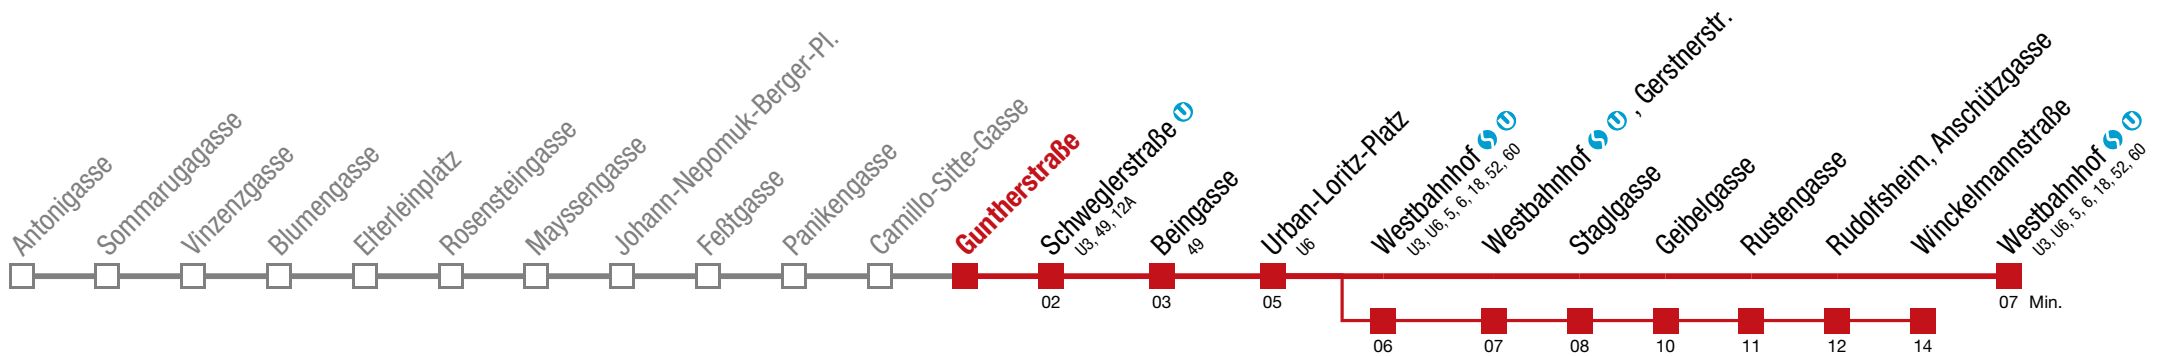 Antonigasse
Sommarugagasse
Vinzenzgasse
Blumengasse
Elterleinplatz
Rosensteingasse
Mayssengasse
Johann-Nepomuk-Berger-Pl.
Feßtgasse
Panikengasse
Camillo-Sitte-Gasse
Guntherstraße
Schweglerstraße U
U3, 49, 12A
Beingasse
49
Urban-Loritz-Platz
U6
Westbahnhof S U
U3, U6, 5, 6, 18, 52, 60
Westbahnhof S U , Gerstnerstr.
Staglgasse
Geibelgasse
Rustengasse
Rudolfsheim, Anschützgasse
Winckelmannstraße
Westbahnhof S U
U3, U6, 5, 6, 18, 52, 60
02
03
05
07 Min.
06
07
08
10
11
12
14